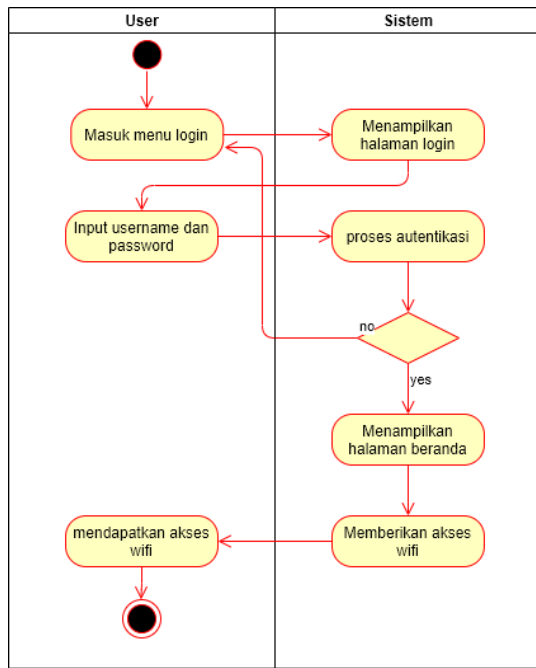 User
Sistem
Masuk menu login
Menampilkan
halaman login
Input username dan
password
proses autentikasi
no
yes
Menampilkan
halaman beranda
Memberikan akses
wifi
mendapatkan akses
wifi